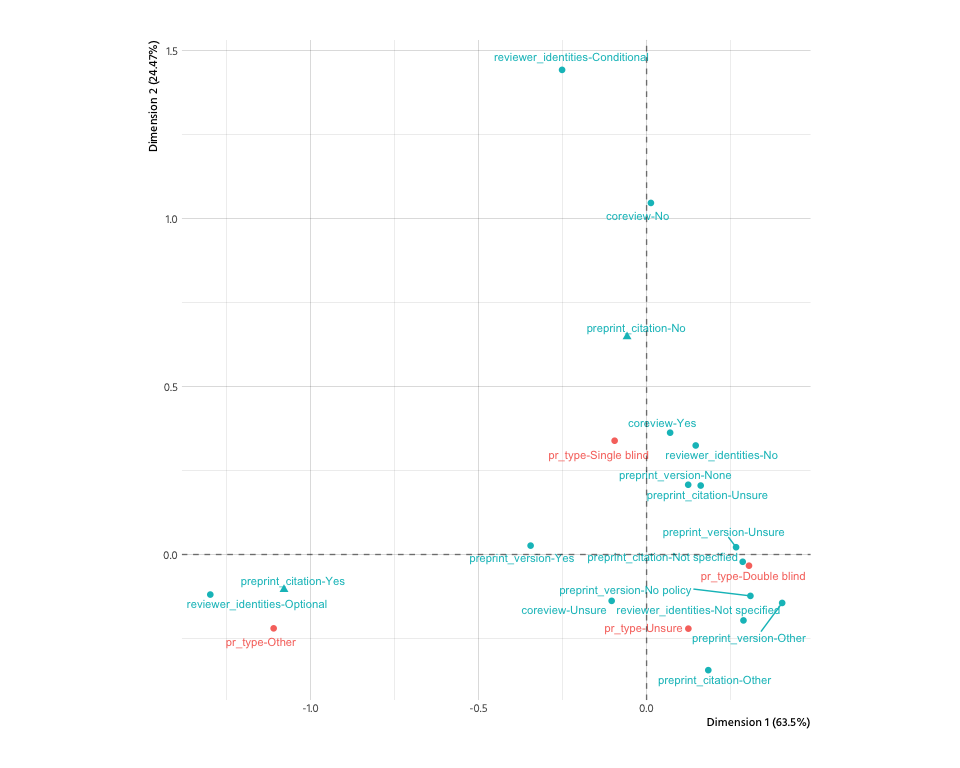 Dimension 2 (24.47%)
1.5
reviewer_identities-Conditional
1.0
coreview-No
preprint_citation-No
0.5
coreview-Yes
pr_type-Single blind
reviewer_identities-No
preprint_version-None
preprint_citation-Unsure
preprint_version-Unsure
0.0
preprint_version-Yes
preprint_citation-Not specified
pr_type-Double blind
preprint_citation-Yes
preprint_version-No policy
reviewer_identities-Optional
coreview-Unsure
reviewer_identities-Not specified
pr_type-Unsure
preprint_version-Other
pr_type-Other
preprint_citation-Other
-1.0
-0.5
0.0
Dimension 1 (63.5%)